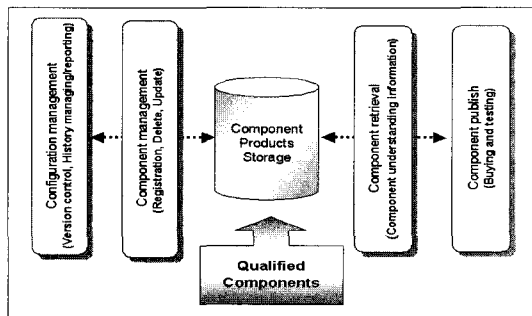 Configuration management
(Version control, History managing/reporting)
Component management
(Registration, Delete, Update)
Component
Products
Storage
Component retrieval
(Component understanding information)
Component publish
(Buying and testing)
Qualified
Components